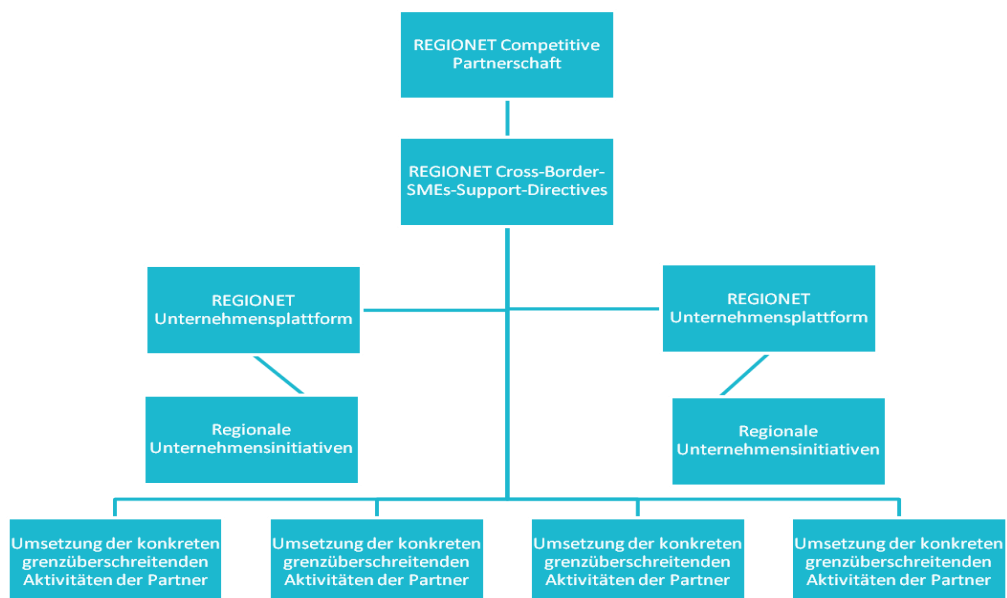 REGIONET Competitive
Partnerschaft
REGIONET Cross-Border-
SMEs-Support-Directives
REGIONET
Unternehmensplattform
REGIONET
Unternehmensplattform
Regionale
Unternehmensinitiativen
Regionale
Unternehmensinitiativen
Umsetzung der konkreten
grenzüberschreitenden
Aktivitäten der Partner
Umsetzung der konkreten
grenzüberschreitenden
Aktivitäten der Partner
Umsetzung der konkreten
grenzüberschreitenden
Aktivitäten der Partner
Umsetzung der konkreten
grenzüberschreitenden
Aktivitäten der Partner